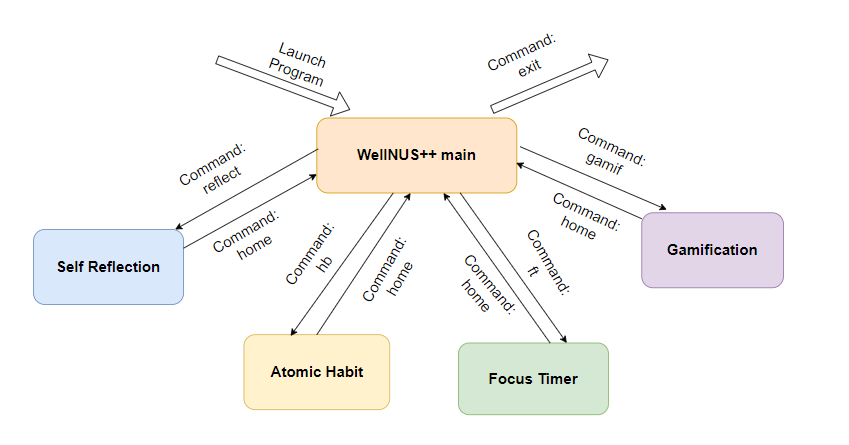 Launch
Program
Command:
exit
WellNUS++ main
Command:
reflect
Command:
home
Command:
gamif
Command:
home
Self Reflection
Command:
hb
Command:
home
Command:
ft
Command:
home
Gamification
Atomic Habit
Focus Timer